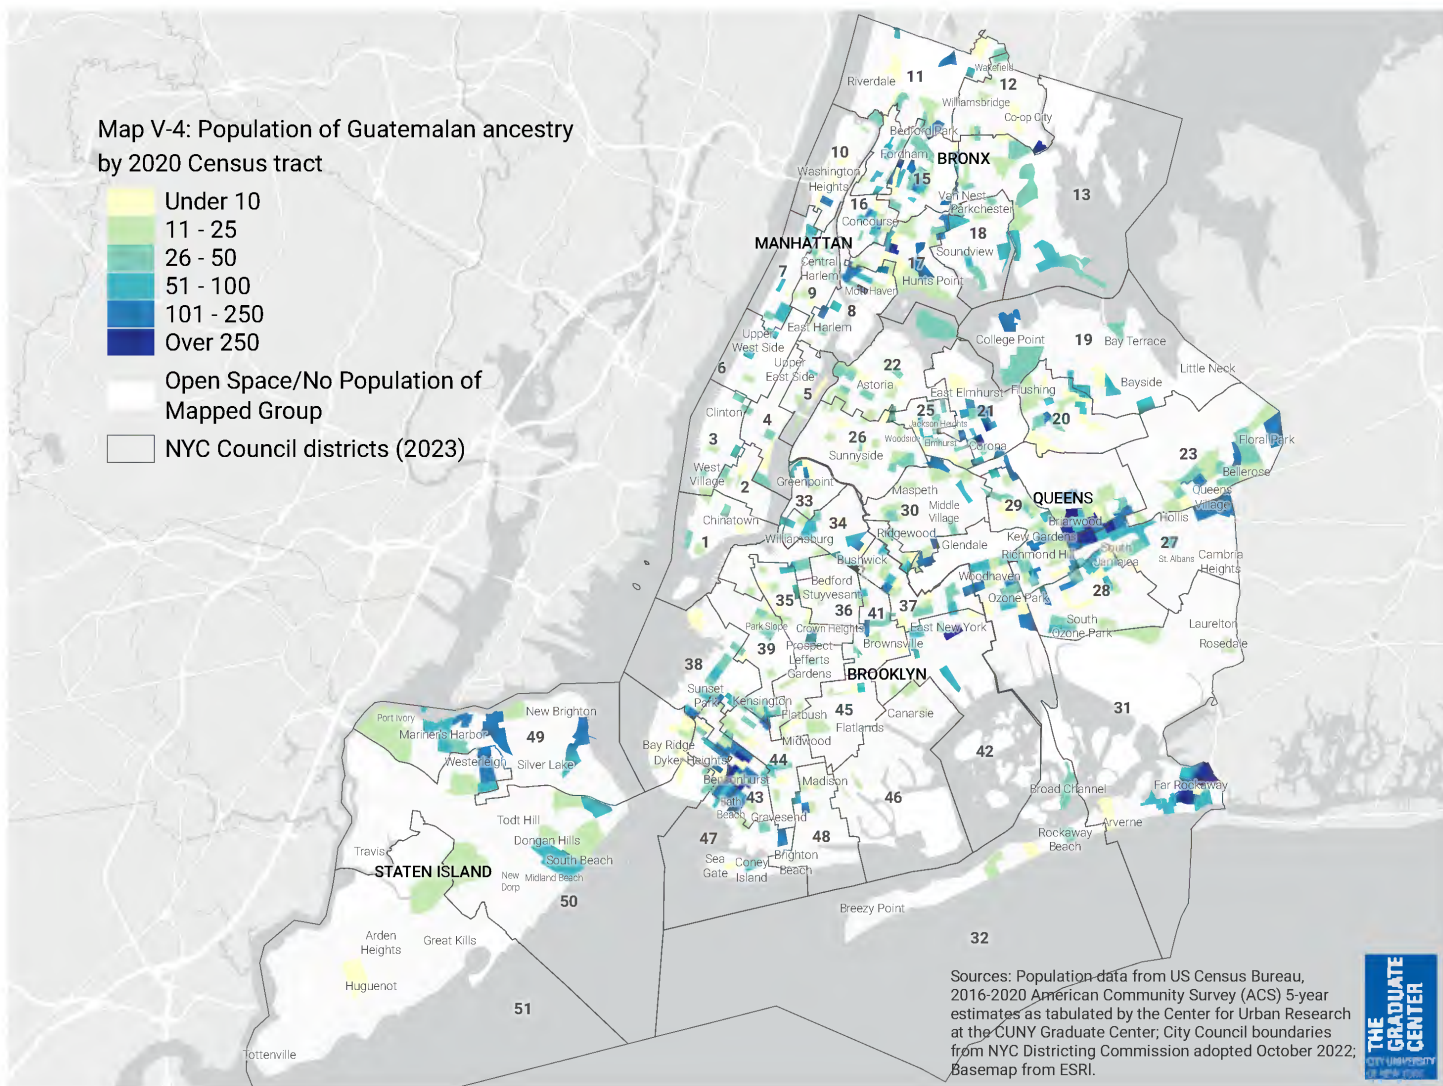 Map V-4: Population of Guatemalan ancestry
by 2020 Census tract
Under 10
11 - 25
26 - 50
51 - 100
101 - 250
Over 250
Open Space/No Population of
Mapped Group
NYC Council districts (2023)
Riverdale
11
Wakefield
12
Williamsbridge
Co-op City
Bedford Park
10
Fordham
BRONX
Washington
Heights
15
13
Van Nest
16
Parkchester
Concourse
18
MANHATTAN
Soundview
Central
Harlem
17
7
Hunts Point
9
Mott Haven
8
East Harlem
Upper
West Side
College Point
19
Bay Terrace
6
Upper
East Side
22
Little Neck
5
Astoria
Bayside
East Elmhurst
Flushing
Clinton
4
25
21
20
Jackson Heights
3
26
Woodside
Elmhurst
Corona
Floral Park
Sunnyside
23
West
Village
Bellerose
2
Greenpoint
Maspeth
Queens
Village
33
QUEENS
Middle
Village
29
30
Chinatown
34
Briarwood
Hollis
1
Williamsburg
Ridgewood
Kew Gardens
27
Glendale
Richmond Hill
South
Jamaica
St. Albans
Cambria
Heights
Bushwick
Woodhaven
Bedford
Stuyvesant
28
35
36
41
37
Ozone Park
South
Ozone Park
Laurelton
Park Slope
Crown Heights
East New York
Rosedale
39
Prospect
Lefferts
Gardens
Brownsville
38
BROOKLYN
Sunset
Park
Kensington
45
Flatbush
Canarsie
31
Port Ivory
New Brighton
Flatlands
Mariner's Harbor
49
Midwood
Bay Ridge
42
Dyker Heights
44
Westerleigh
Silver Lake
Bensonhurst
Madison
Far Rockaway
Broad Channel
43
46
Bath
Beach
Gravesend
Todt Hill
Arverne
47
48
Rockaway
Beach
Dongan Hills
Travis
South Beach
Sea
Gate
Coney
Island
Brighton
Beach
STATEN ISLAND
New
Dorp
Midland Beach
50
Breezy Point
Arden
Heights
Great Kills
32
Huguenot
51
Tottenville
Sources: Population data from US Census Bureau,
2016-2020 American Community Survey (ACS) 5-year
estimates as tabulated by the Center for Urban Research
at the CUNY Graduate Center; City Council boundaries
from NYC Districting Commission adopted October 2022;
Basemap from ESRI.
THE
GRADUATE
CENTER
CITY UNIVERSITY
OF NEW YORK